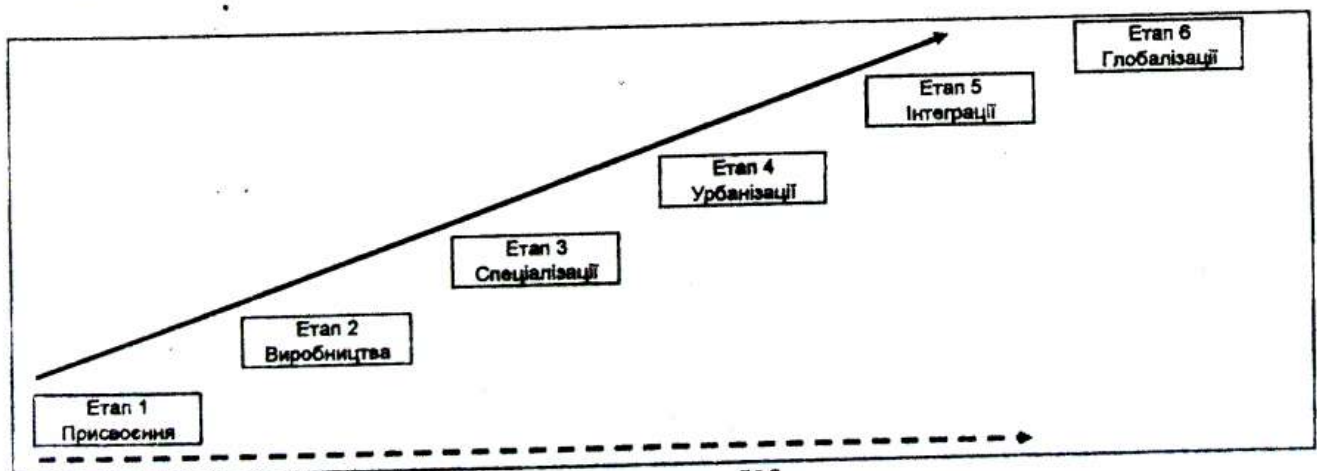 Етап 6
Глобалізації
Етап 5
Інтеграції
Етап 4
Урбанізації
Етап 3
Спеціалізації
Етап 2
Виробництва
Етап 1
Присвоєння